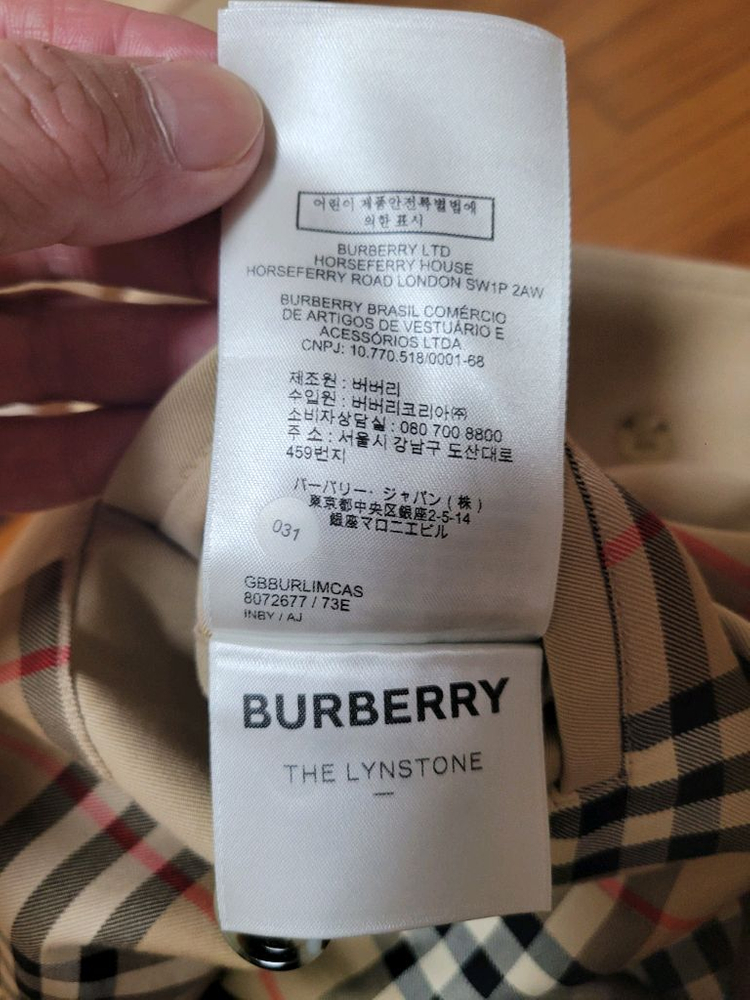 어린이 제품안전특별법에
의한 표시
BURBERRY LTD
HORSEFERRY HOUSE
HORSEFERRY ROAD LONDON SW1P 2AW
BURBERRY BRASIL COMÉRCIO
DE ARTIGOS DE VESTUÁRIO E
ACESSÓRIOS LTDA
CNPJ: 10.770.518/0001-68
제조원 : 버버리
수입원 : 버버리코리아㈜
소비자상담실 : 080 700 8800
주 소 : 서울시 강남구 도산대로
459번지
バーバリー・ジャパン(株)
東京都中央区銀座2-5-14
銀座マロニエビル
031
GBBURLIMCAS
8072677 / 73E
INBY / AJ
BURBERRY
THE LYNSTONE